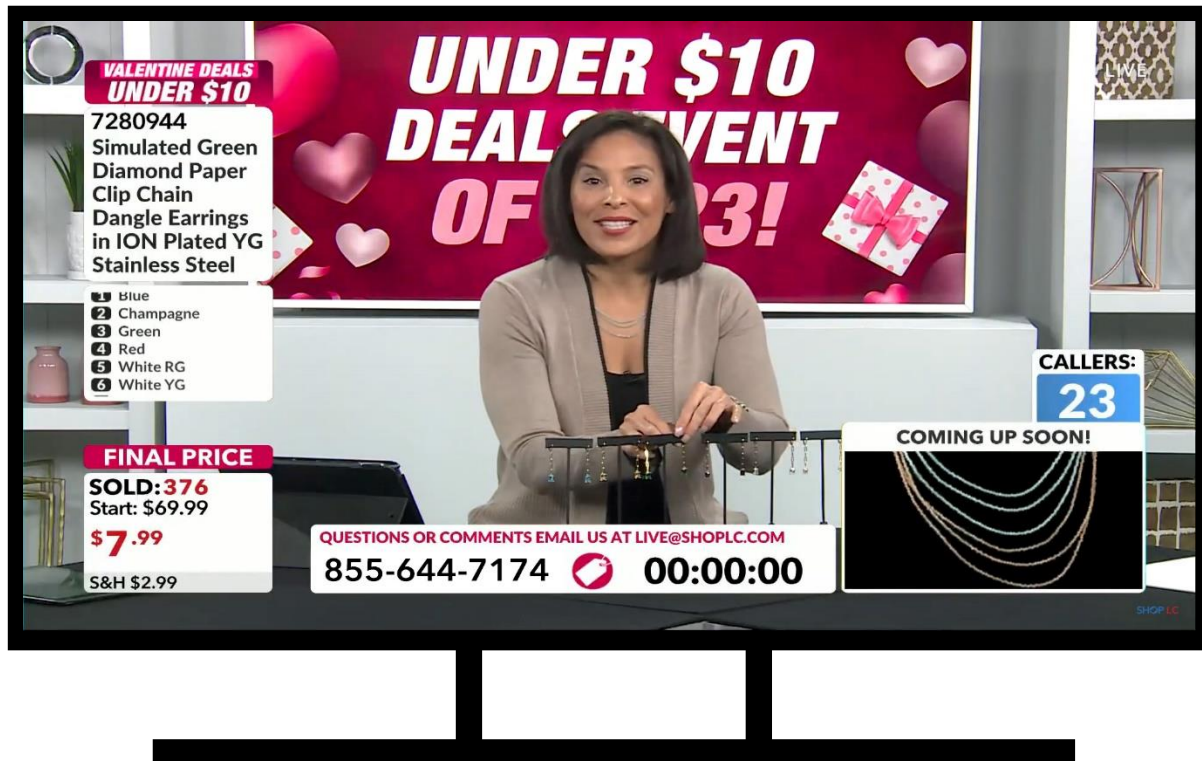 UNDER $10
DEALS EVENT
OF 23!
LIVE
VALENTINE DEALS
UNDER $10
7280944
Simulated Green
Diamond Paper
Clip Chain
Dangle Earrings
in ION Plated YG
Stainless Steel
1 Blue
2 Champagne
3 Green
4 Red
5 White RG
6 White YG
FINAL PRICE
SOLD:376
Start: $69.99
$7.99
S&H $2.99
QUESTIONS OR COMMENTS EMAIL US AT LIVE@SHOPLC.COM
855-644-7174 00:00:00
CALLERS:
23
COMING UP SOON!
SHOP LC